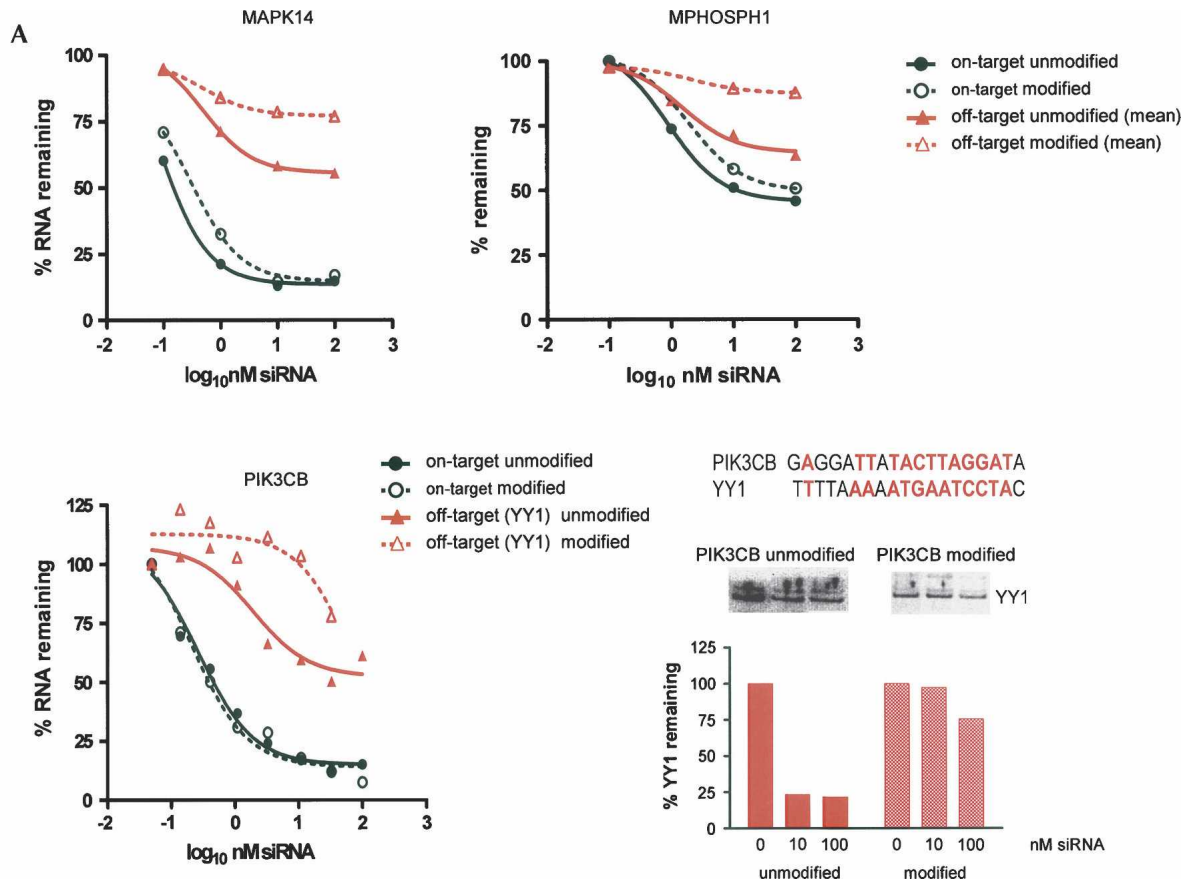 A
MAPK14
% RNA remaining
100
75
50
25
0
-2 -1 0 1 2 3
log10nM siRNA
MPHOSPH1
% remaining
100
75
50
25
0
-2 -1 0 1 2 3
log10 nM siRNA
on-target unmodified
on-target modified
off-target unmodified (mean)
off-target modified (mean)
PIK3CB
% RNA remaining
125
100
75
50
25
0
-2 -1 0 1 2 3
log10 nM siRNA
on-target unmodified
on-target modified
off-target (YY1) unmodified
off-target (YY1) modified
PIK3CB GAGGATTATACTTAGGATA
YY1 TTTTAAAAATGAATCCTAC
PIK3CB unmodified
PIK3CB modified
YY1
% YY1 remaining
125
100
75
50
25
0
0 10 100 0 10 100 nM siRNA
unmodified modified